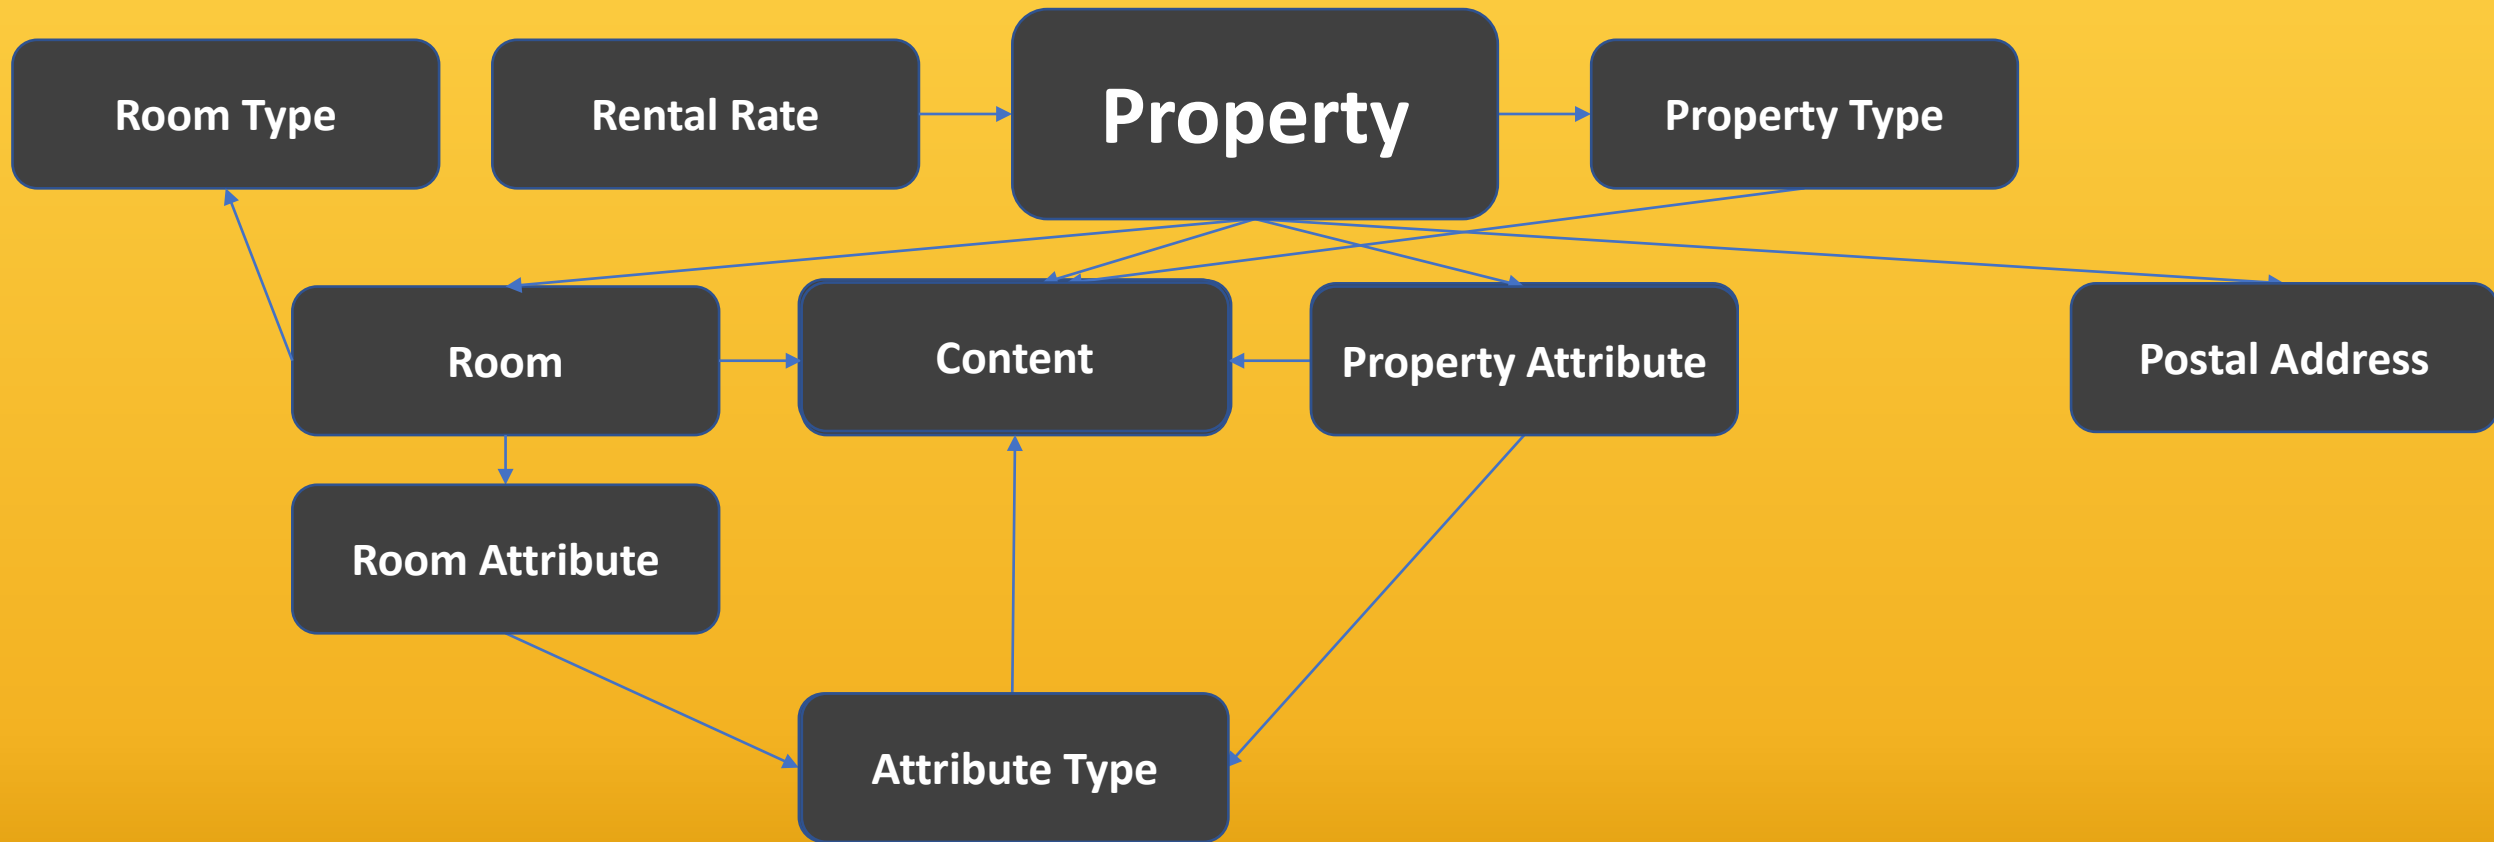 Room Type
Rental Rate
Property
Property Type
Room
Content
Property Attribute
Postal Address
Room Attribute
Attribute Type